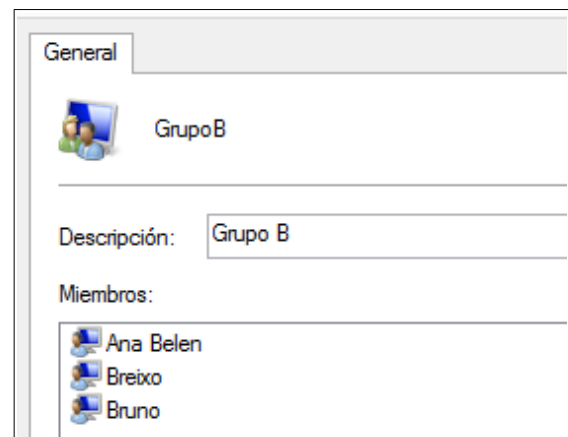 General
GrupoB
Descripción: Grupo B
Miembros:
Ana Belen
Breixo
Bruno